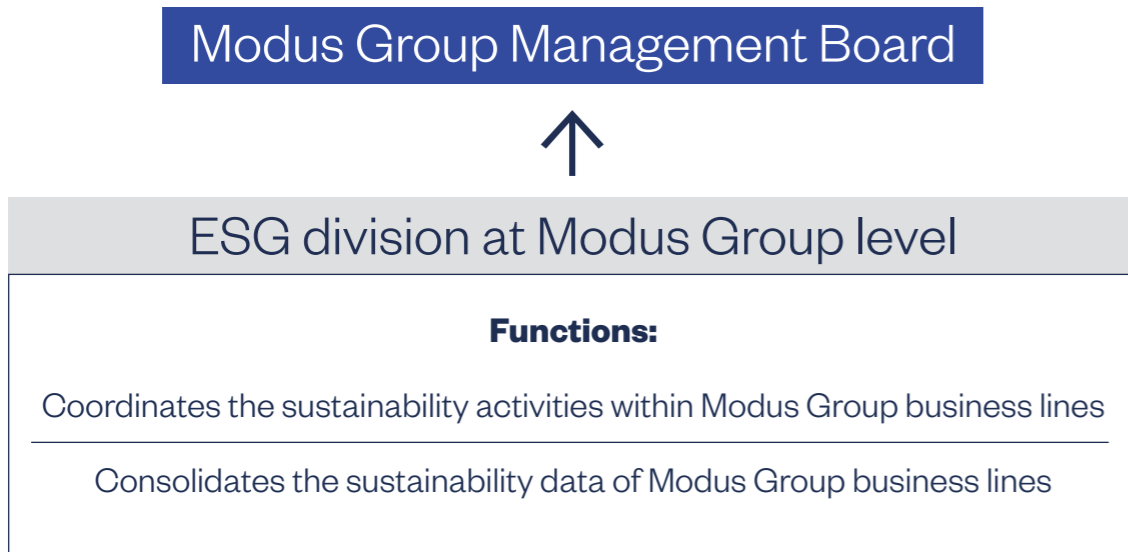 Modus Group Management Board
ESG division at Modus Group level
Functions:
Coordinates the sustainability activities within Modus Group business lines
Consolidates the sustainability data of Modus Group business lines